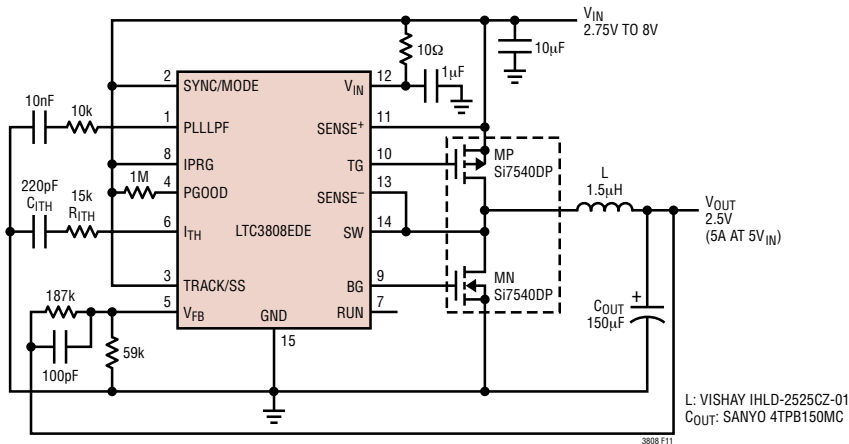 VIN
2.75V TO 8V
10Ω
10μF
1μF
2
SYNC/MODE
VIN
12
10nF
10k
1
PLLLPF
SENSE+
11
8
IPRG
TG
10
MP
Si7540DP
1M
4
PGOOD
SENSE–
13
220pF
CITH
15k
RITH
6
ITH
LTC3808EDE
SW
14
L
1.5μH
VOUT
2.5V
(5A AT 5VIN)
3
TRACK/SS
BG
9
MN
Si7540DP
187k
5
VFB
GND
RUN
7
15
59k
100pF
+
COUT
150μF
L: VISHAY IHLD-2525CZ-01
COUT: SANYO 4TPB150MC
3808 F11